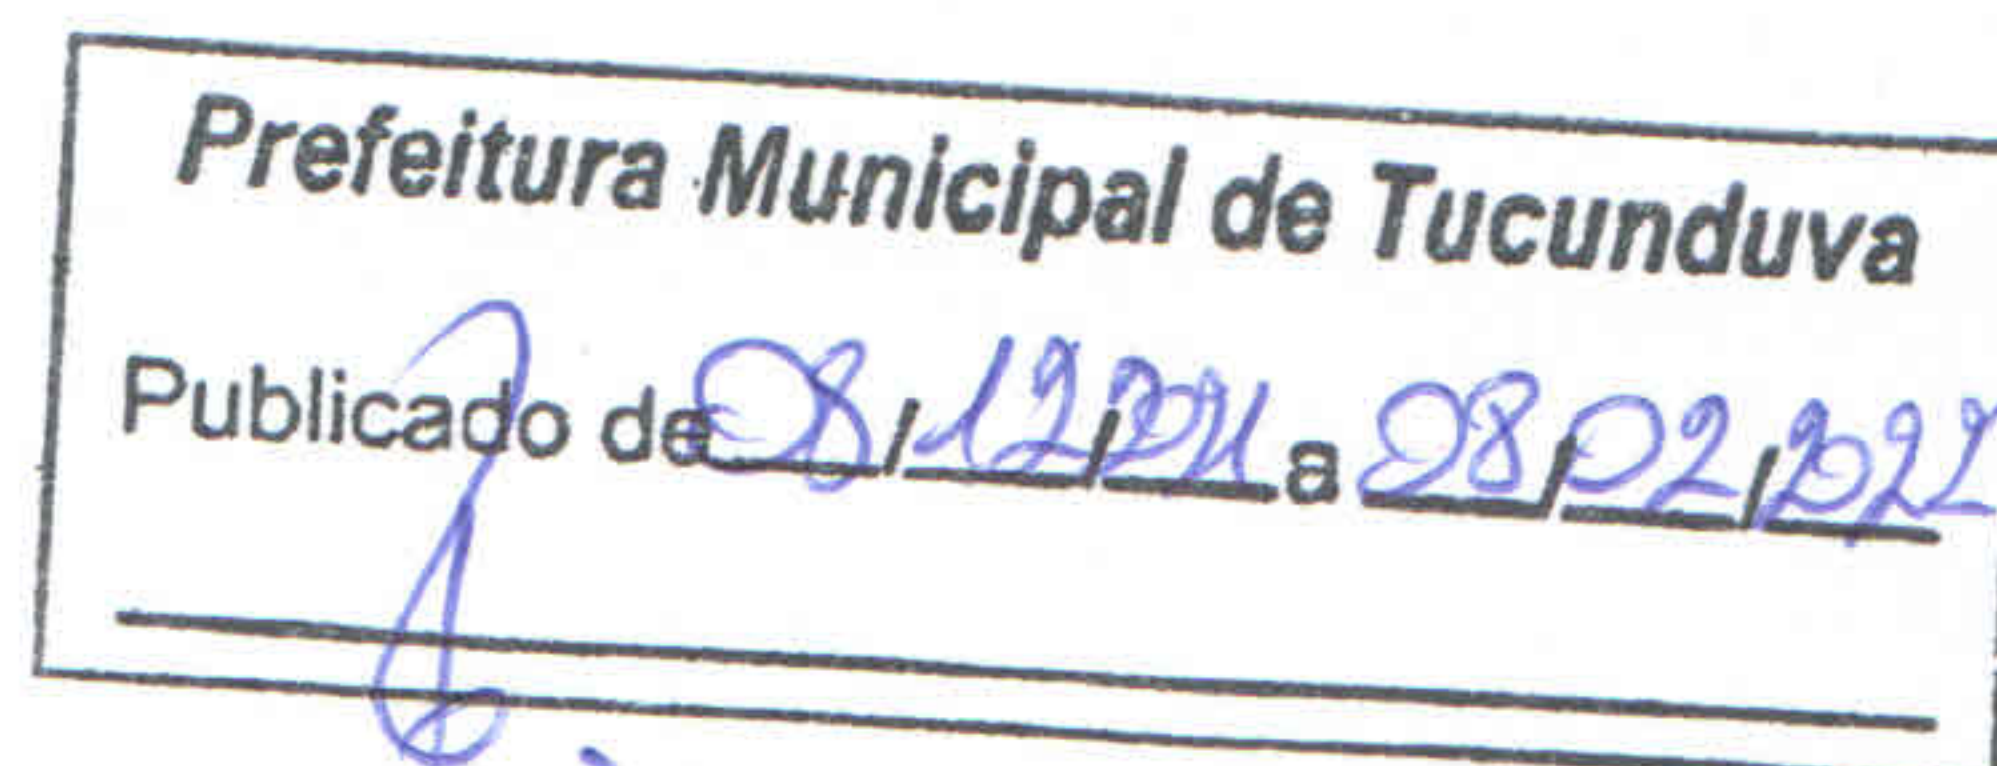 Prefeitura Municipal de Tucunduva
Publicado de 08/12/2021 a 08/02/2022